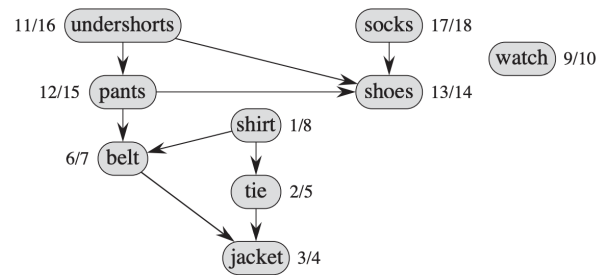 11/16 undershorts socks 17/18
watch 9/10
12/15 pants shoes 13/14
shirt 1/8
6/7 belt
tie 2/5
jacket 3/4